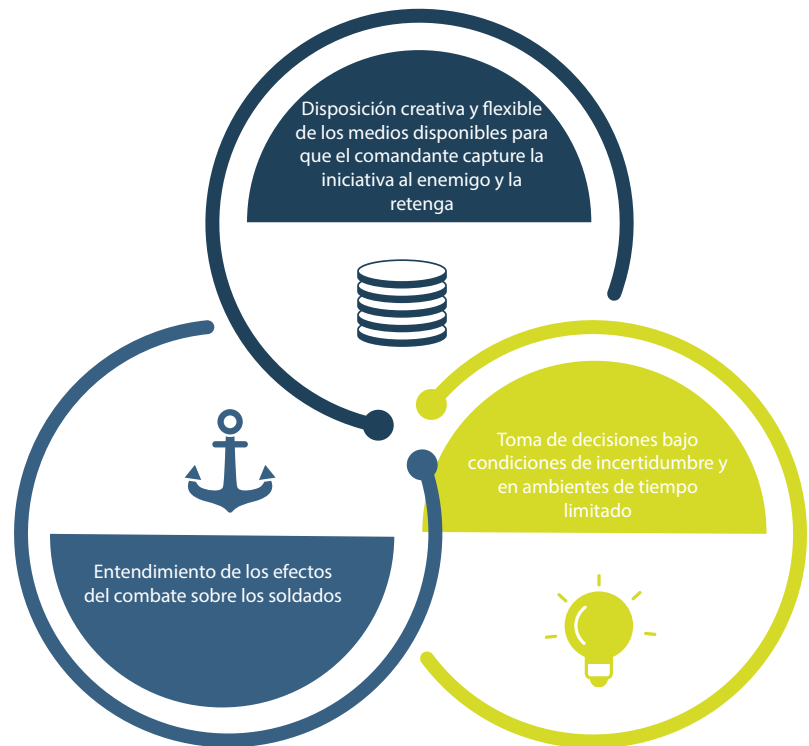 Disposición creativa y flexible
de los medios disponibles para
que el comandante capture la
iniciativa al enemigo y la
retenga
Toma de decisiones bajo
condiciones de incertidumbre y
en ambientes de tiempo
limitado
Entendimiento de los efectos
del combate sobre los soldados